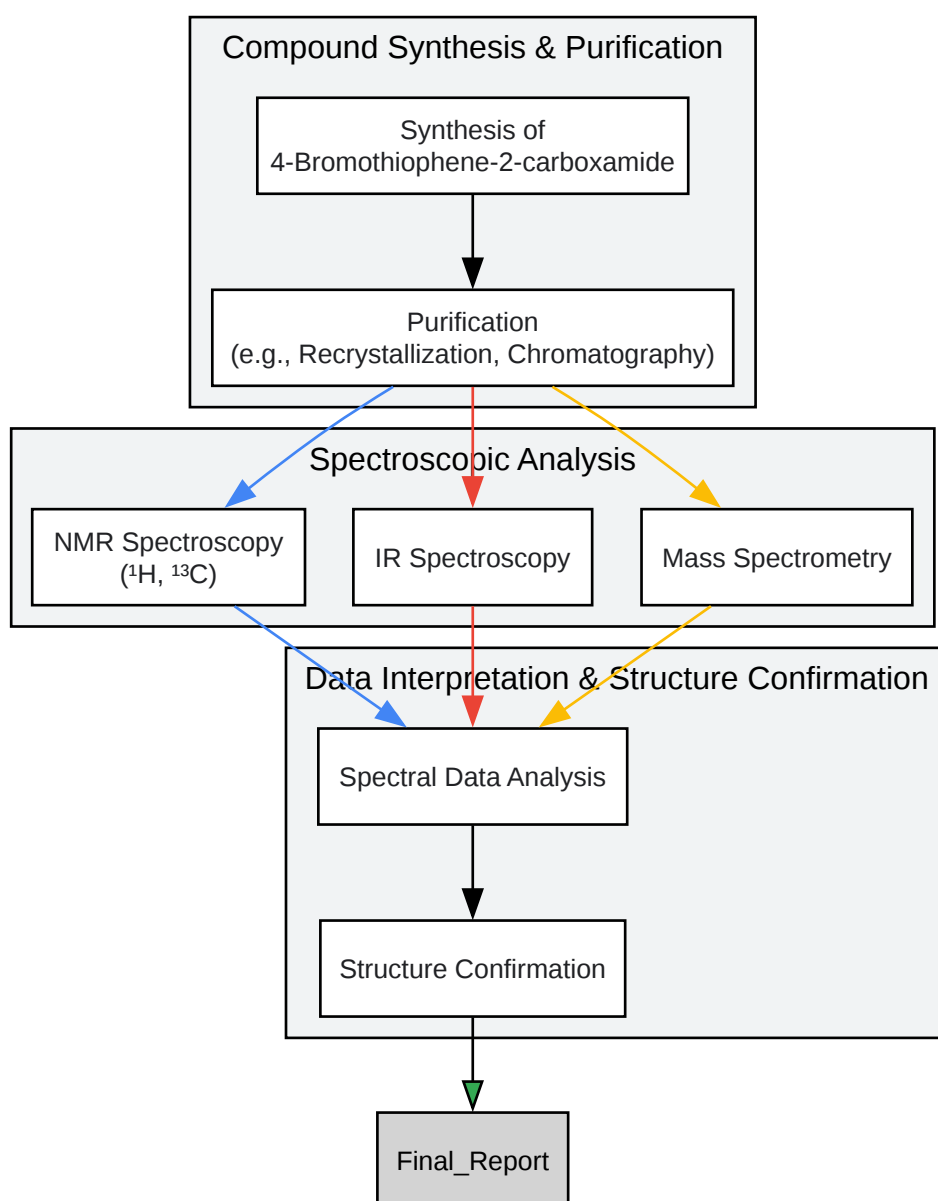 Compound Synthesis & Purification
Synthesis of
4-Bromothiophene-2-carboxamide
Purification
(e.g., Recrystallization, Chromatography)
Spectroscopic Analysis
NMR Spectroscopy
(¹H, ¹³C)
IR Spectroscopy
Mass Spectrometry
Data Interpretation & Structure Confirmation
Spectral Data Analysis
Structure Confirmation
Final_Report